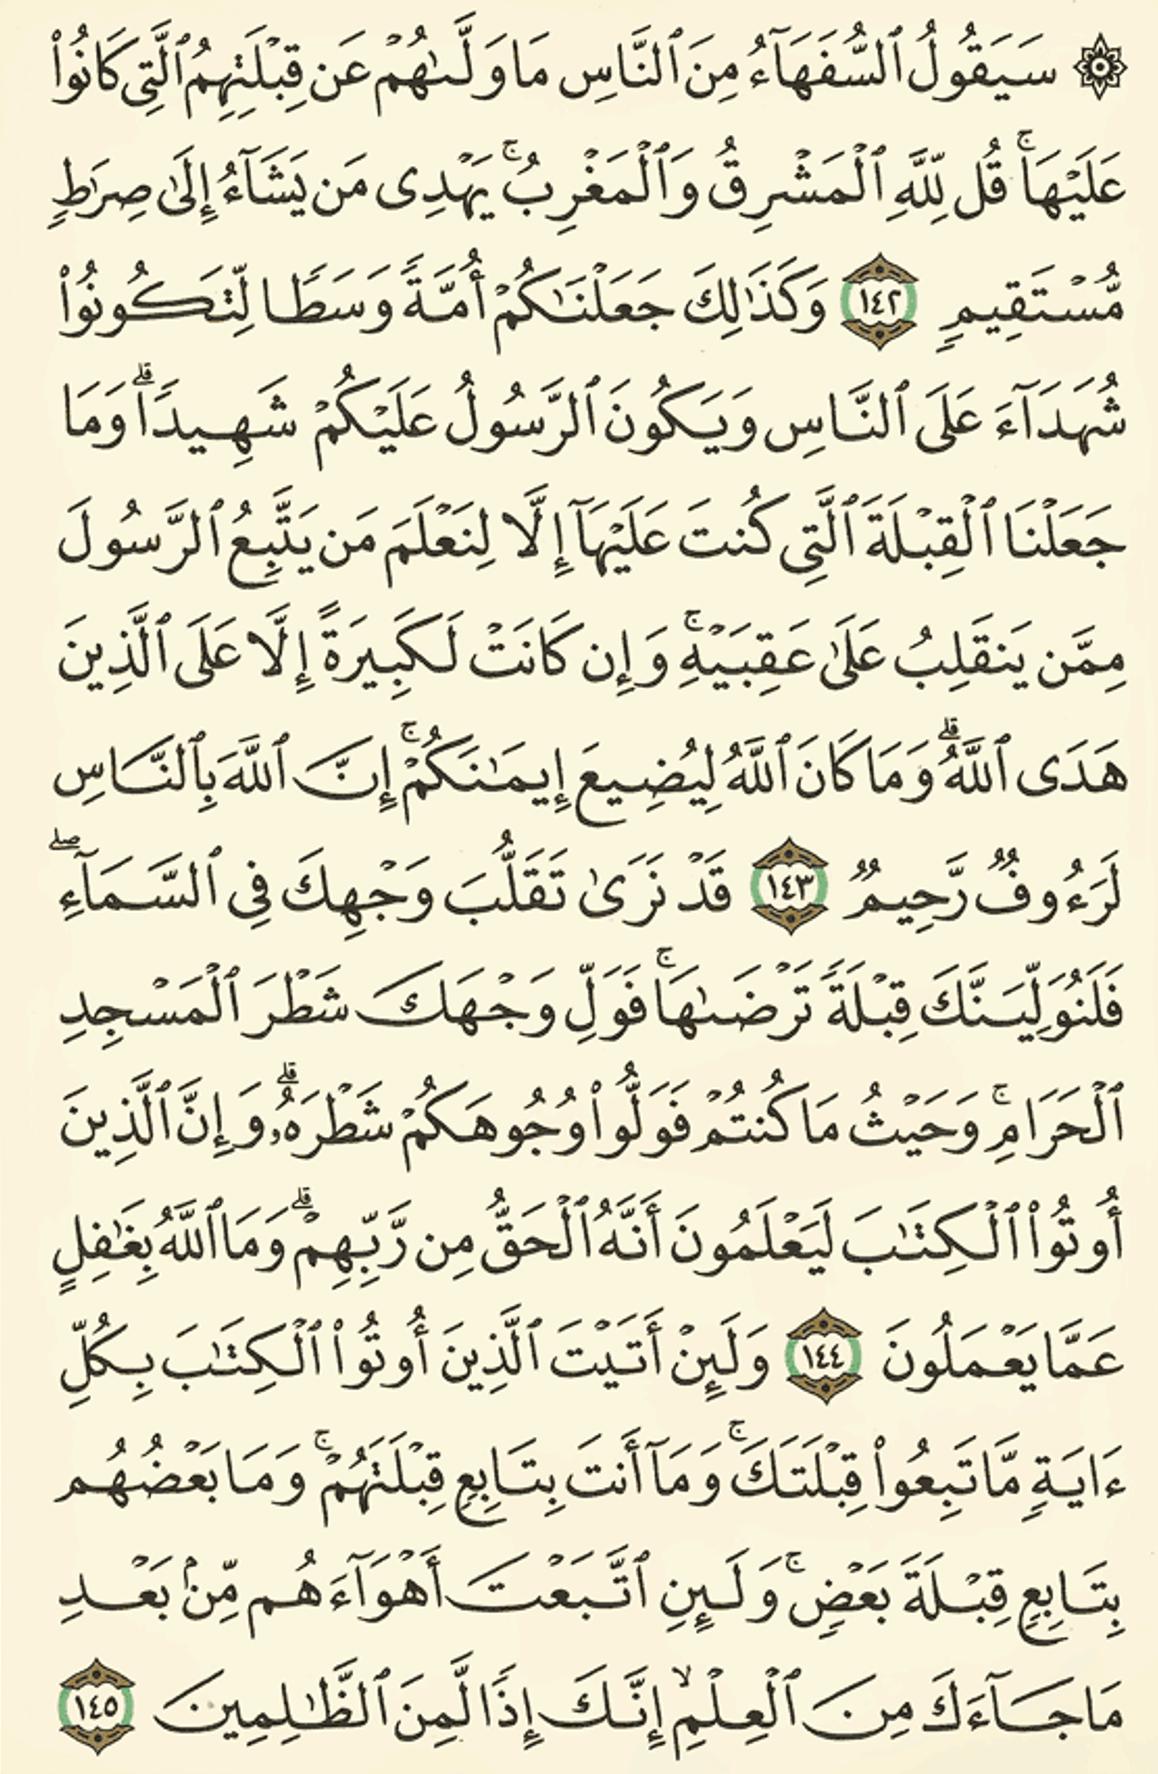 ۞ سَيَقُولُ ٱلسُّفَهَآءُ مِنَ ٱلنَّاسِ مَا وَلَّىٰهُمْ عَن قِبْلَتِهِمُ ٱلَّتِى كَانُوا۟
عَلَيْهَا ۚ قُل لِّلَّهِ ٱلْمَشْرِقُ وَٱلْمَغْرِبُ ۚ يَهْدِى مَن يَشَآءُ إِلَىٰ صِرَٰطٍ
مُّسْتَقِيمٍ ١٤٢ وَكَذَٰلِكَ جَعَلْنَـٰكُمْ أُمَّةً وَسَطًا لِّتَكُونُوا۟
شُهَدَآءَ عَلَى ٱلنَّاسِ وَيَكُونَ ٱلرَّسُولُ عَلَيْكُمْ شَهِيدًا ۗ وَمَا
جَعَلْنَا ٱلْقِبْلَةَ ٱلَّتِى كُنتَ عَلَيْهَآ إِلَّا لِنَعْلَمَ مَن يَتَّبِعُ ٱلرَّسُولَ
مِمَّن يَنقَلِبُ عَلَىٰ عَقِبَيْهِ ۚ وَإِن كَانَتْ لَكَبِيرَةً إِلَّا عَلَى ٱلَّذِينَ
هَدَى ٱللَّهُ ۗ وَمَا كَانَ ٱللَّهُ لِيُضِيعَ إِيمَـٰنَكُمْ ۚ إِنَّ ٱللَّهَ بِٱلنَّاسِ
لَرَءُوفٌ رَّحِيمٌ ١٤٣ قَدْ نَرَىٰ تَقَلُّبَ وَجْهِكَ فِى ٱلسَّمَآءِ ۖ
فَلَنُوَلِّيَنَّكَ قِبْلَةً تَرْضَىٰهَا ۚ فَوَلِّ وَجْهَكَ شَطْرَ ٱلْمَسْجِدِ
ٱلْحَرَامِ ۚ وَحَيْثُ مَا كُنتُمْ فَوَلُّوا۟ وُجُوهَكُمْ شَطْرَهُۥ ۗ وَإِنَّ ٱلَّذِينَ
أُوتُوا۟ ٱلْكِتَـٰبَ لَيَعْلَمُونَ أَنَّهُ ٱلْحَقُّ مِن رَّبِّهِمْ ۗ وَمَا ٱللَّهُ بِغَـٰفِلٍ
عَمَّا يَعْمَلُونَ ١٤٤ وَلَئِنْ أَتَيْتَ ٱلَّذِينَ أُوتُوا۟ ٱلْكِتَـٰبَ بِكُلِّ
ءَايَةٍ مَّا تَبِعُوا۟ قِبْلَتَكَ ۚ وَمَآ أَنتَ بِتَابِعٍ قِبْلَتَهُمْ ۚ وَمَا بَعْضُهُم
بِتَابِعٍ قِبْلَةَ بَعْضٍ ۚ وَلَئِنِ ٱتَّبَعْتَ أَهْوَآءَهُم مِّنۢ بَعْدِ
مَا جَآءَكَ مِنَ ٱلْعِلْمِ ۙ إِنَّكَ إِذًا لَّمِنَ ٱلظَّـٰلِمِينَ ١٤٥